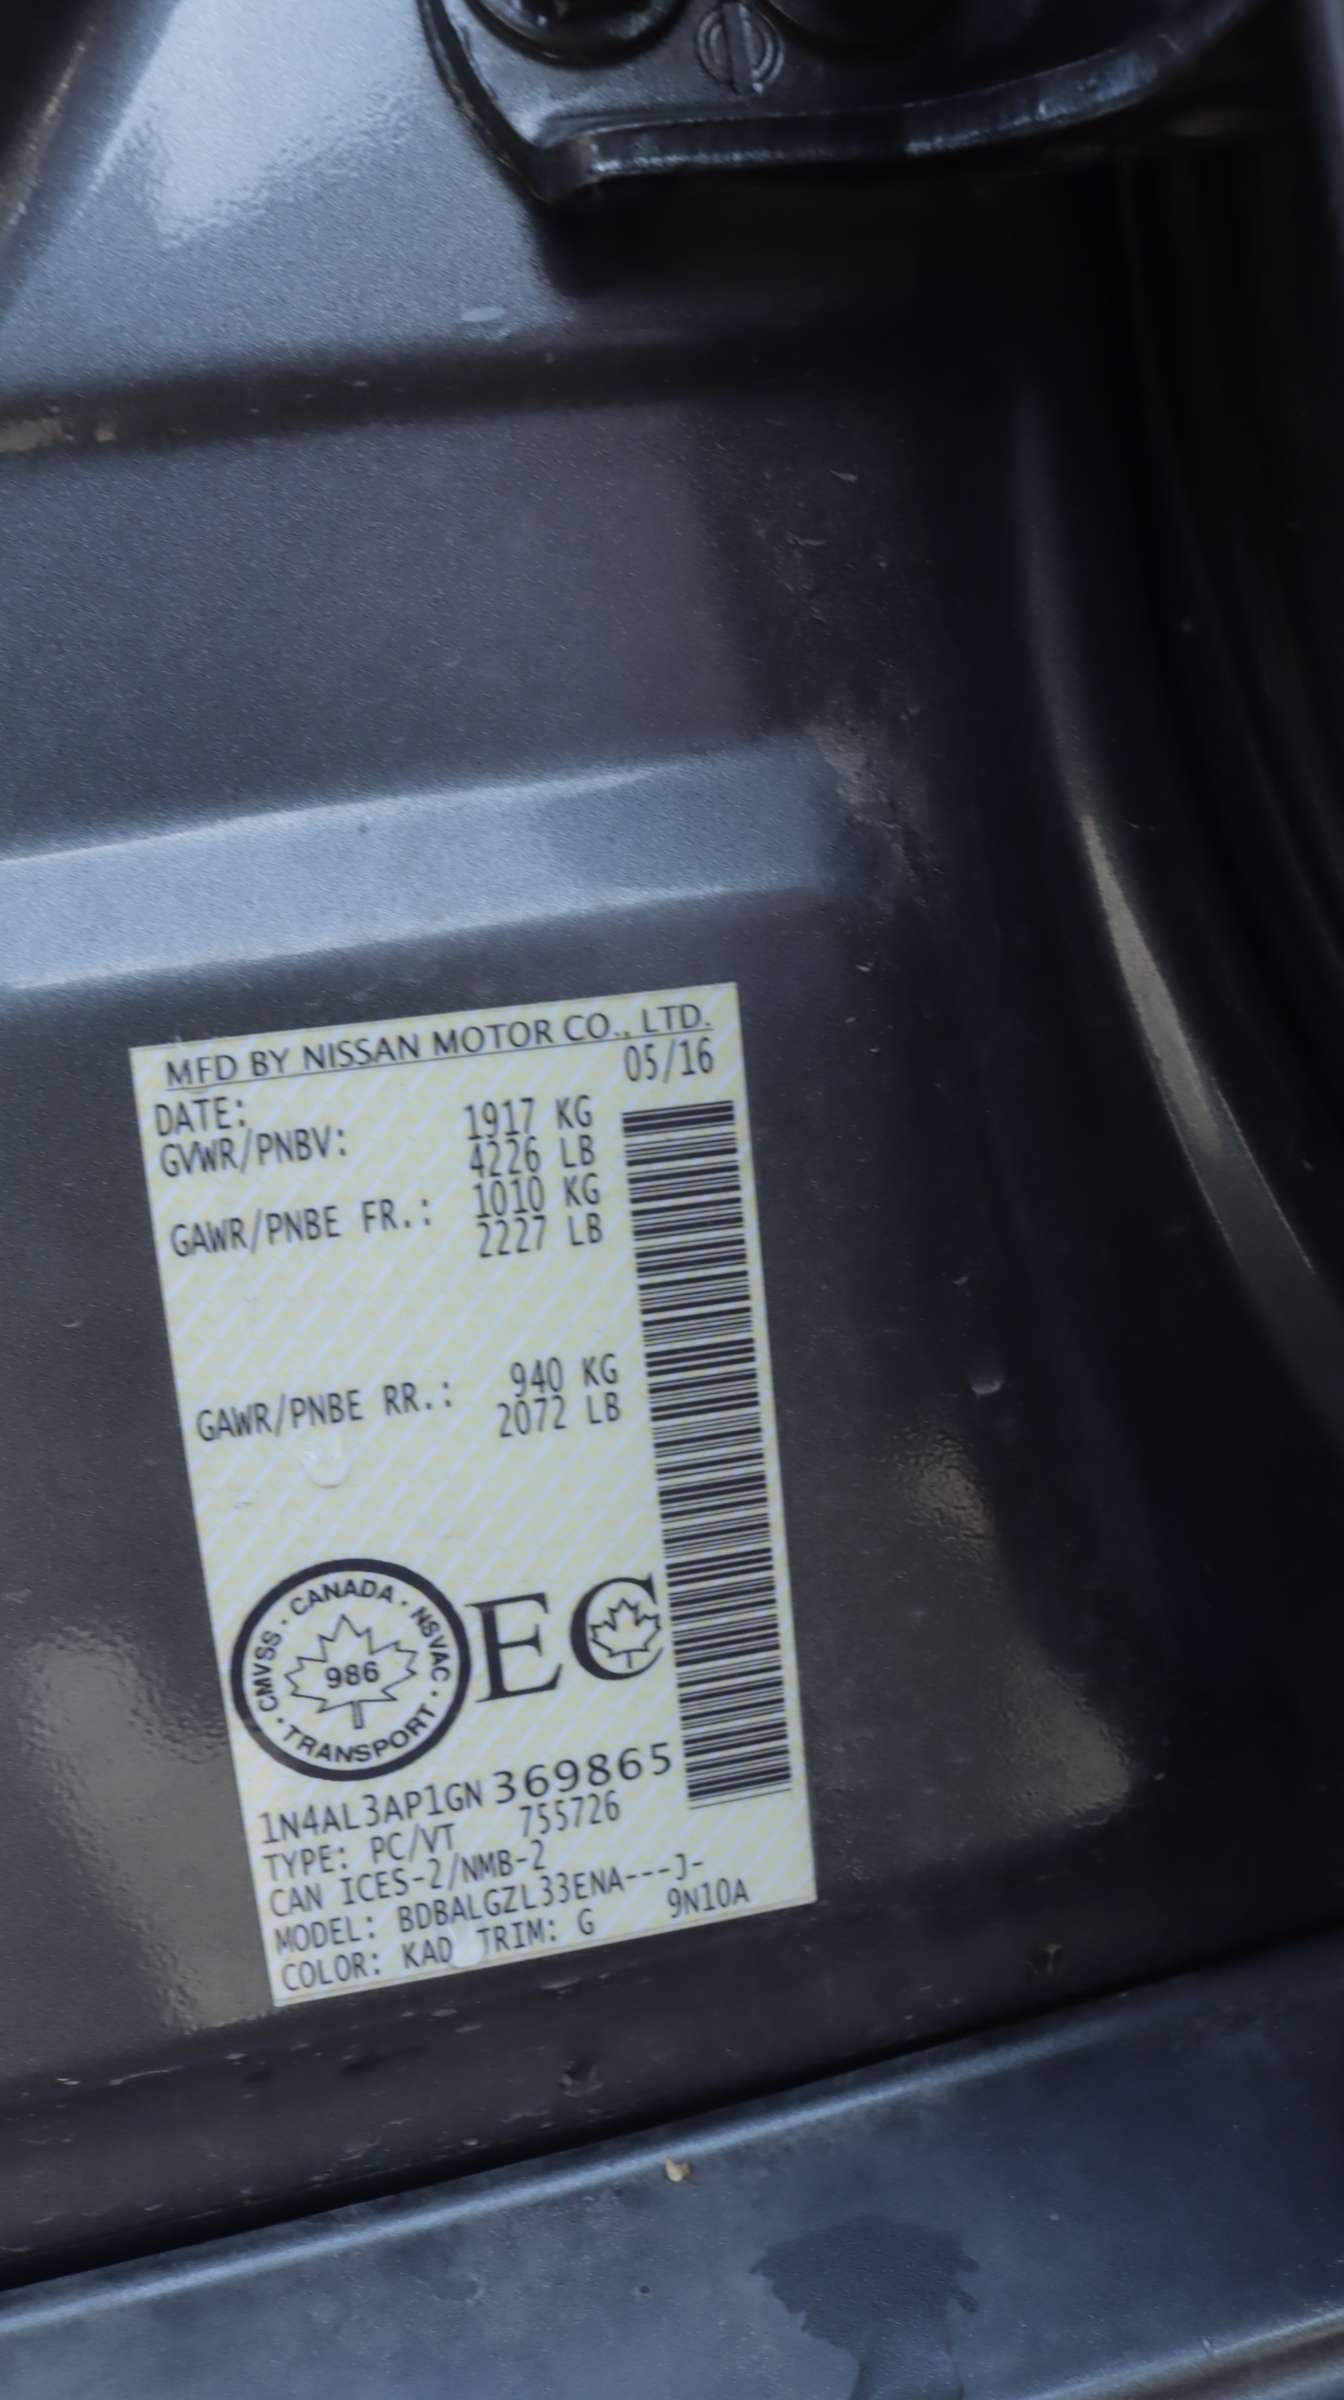 MFD BY NISSAN MOTOR CO., LTD.
DATE: 05/16
GVWR/PNBV: 1917 KG
4226 LB
GAWR/PNBE FR.: 1010 KG
2227 LB
GAWR/PNBE RR.: 940 KG
2072 LB
CMVSS · CANADA · NSVAC · TRANSPORT ·
986
EC
1N4AL3AP1GN 369865
TYPE: PC/VT 755726
CAN ICES-2/NMB-2
MODEL: BDBALGZL33ENA---J-
COLOR: KAD TRIM: G 9N10A